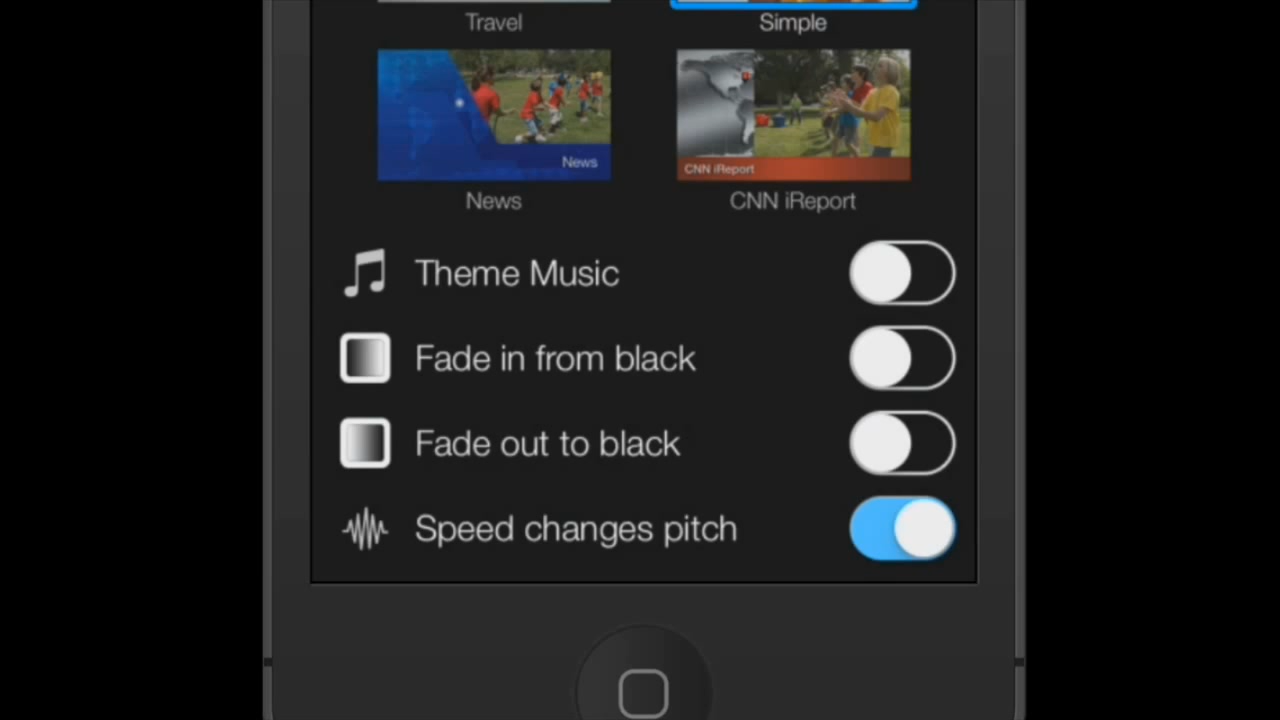 Travel
Simple
News
CNN iReport
News
CNN iReport
Theme Music
Fade in from black
Fade out to black
Speed changes pitch